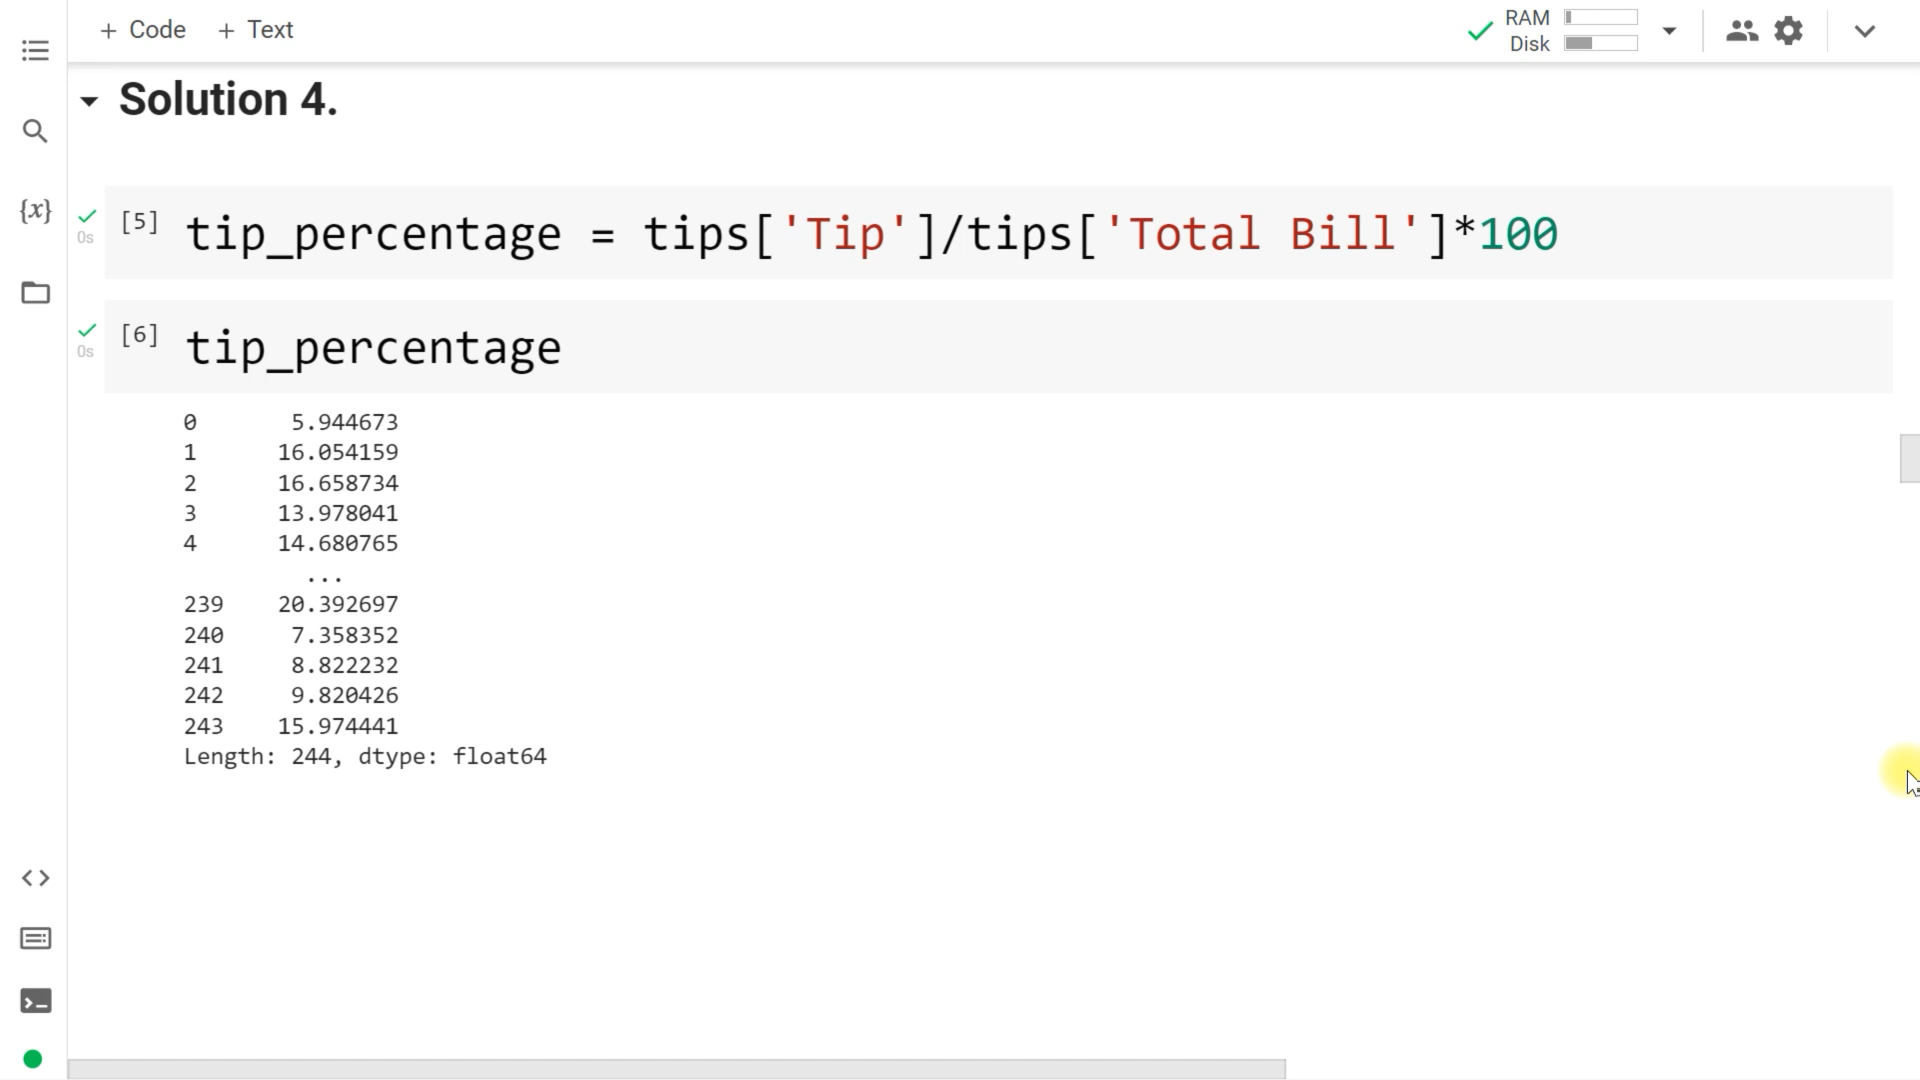 + Code + Text
RAM
Disk
Solution 4.
{x}
0s
[5] tip_percentage = tips['Tip']/tips['Total Bill']*100
0s
[6] tip_percentage
0 5.944673
1 16.054159
2 16.658734
3 13.978041
4 14.680765
...
239 20.392697
240 7.358352
241 8.822232
242 9.820426
243 15.974441
Length: 244, dtype: float64